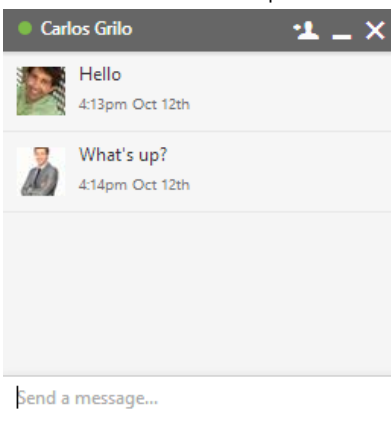 Carlos Grilo
Hello
4:13pm Oct 12th
What's up?
4:14pm Oct 12th
Send a message...